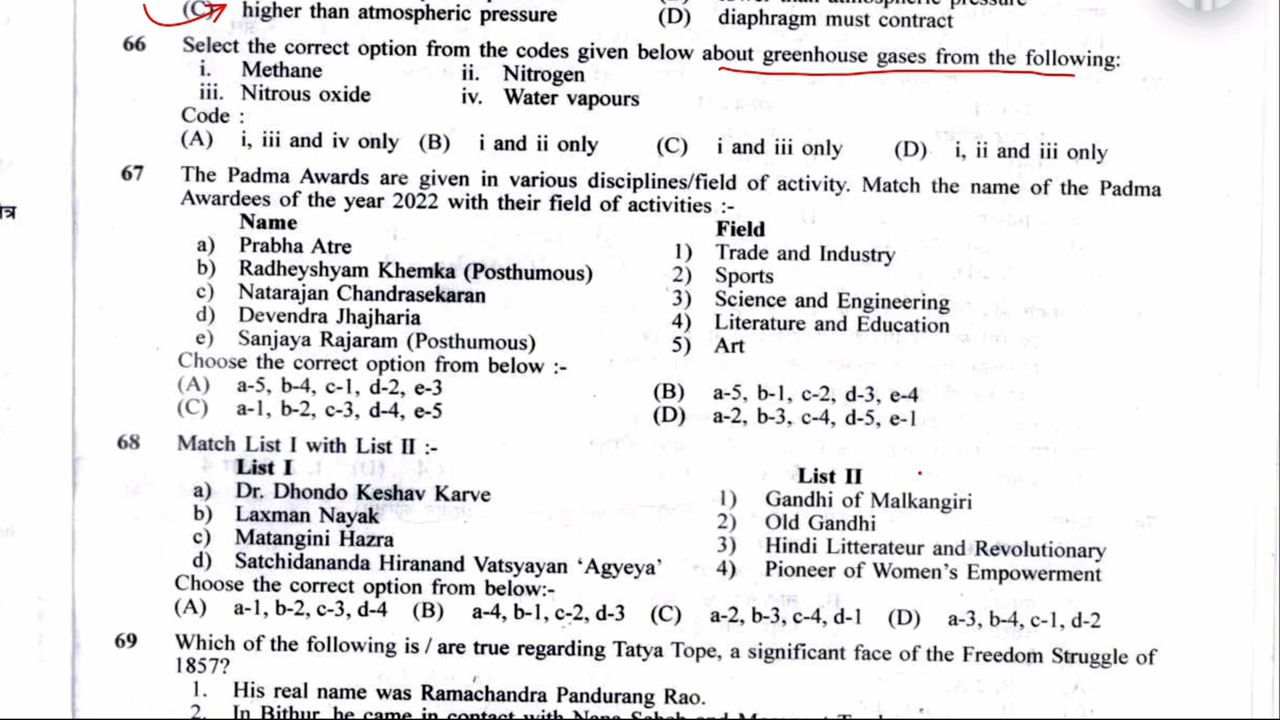 (C) higher than atmospheric pressure (D) diaphragm must contract
66 Select the correct option from the codes given below about greenhouse gases from the following:
i. Methane ii. Nitrogen
iii. Nitrous oxide iv. Water vapours
Code :
(A) i, iii and iv only (B) i and ii only (C) i and iii only (D) i, ii and iii only
67 The Padma Awards are given in various disciplines/field of activity. Match the name of the Padma
Awardees of the year 2022 with their field of activities :-
Name Field
a) Prabha Atre 1) Trade and Industry
b) Radheyshyam Khemka (Posthumous) 2) Sports
c) Natarajan Chandrasekaran 3) Science and Engineering
d) Devendra Jhajharia 4) Literature and Education
e) Sanjaya Rajaram (Posthumous) 5) Art
Choose the correct option from below :-
(A) a-5, b-4, c-1, d-2, e-3 (B) a-5, b-1, c-2, d-3, e-4
(C) a-1, b-2, c-3, d-4, e-5 (D) a-2, b-3, c-4, d-5, e-1
68 Match List I with List II :-
List I List II
a) Dr. Dhondo Keshav Karve 1) Gandhi of Malkangiri
b) Laxman Nayak 2) Old Gandhi
c) Matangini Hazra 3) Hindi Litterateur and Revolutionary
d) Satchidananda Hiranand Vatsyayan ‘Agyeya’ 4) Pioneer of Women’s Empowerment
Choose the correct option from below:-
(A) a-1, b-2, c-3, d-4 (B) a-4, b-1, c-2, d-3 (C) a-2, b-3, c-4, d-1 (D) a-3, b-4, c-1, d-2
69 Which of the following is / are true regarding Tatya Tope, a significant face of the Freedom Struggle of
1857?
1. His real name was Ramachandra Pandurang Rao.
2. In Bithur, he came in contact with Nana Saheb and